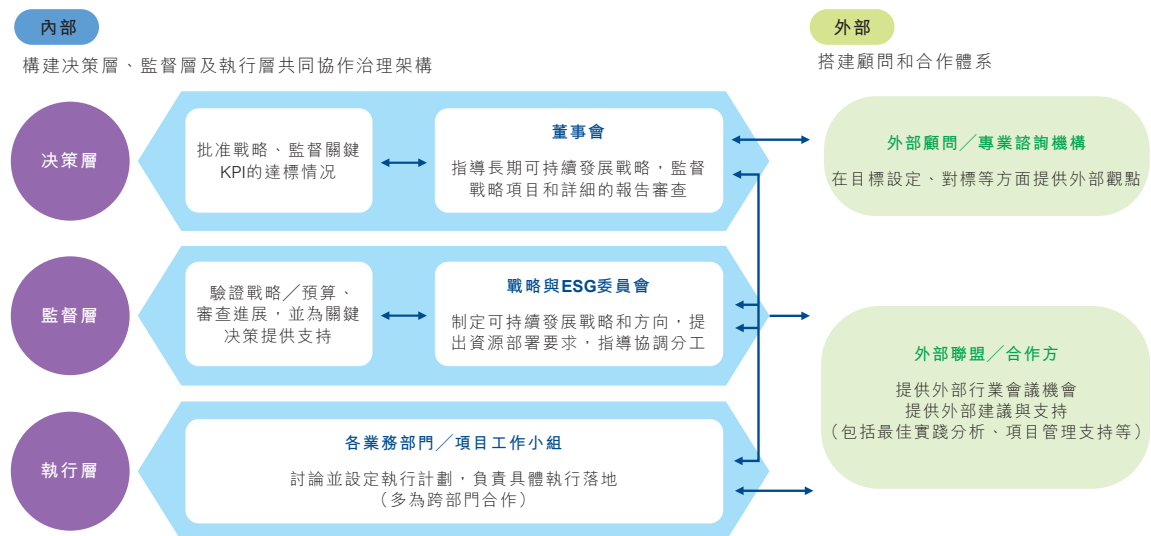 內部
構建決策層、監督層及執行層共同協作治理架構
外部
搭建顧問和合作體系
决策層
批准戰略、監督關鍵
KPI的達標情况
董事會
指導長期可持續發展戰略，監督
戰略項目和詳細的報告審查
外部顧問／專業諮詢機構
在目標設定、對標等方面提供外部觀點
監督層
驗證戰略／預算、
審查進展，並為關鍵
决策提供支持
戰略與ESG委員會
制定可持續發展戰略和方向，提
出資源部署要求，指導協調分工
外部聯盟／合作方
提供外部行業會議機會
提供外部建議與支持
（包括最佳實踐分析、項目管理支持等）
執行層
各業務部門／項目工作小組
討論並設定執行計劃，負責具體執行落地
（多為跨部門合作）